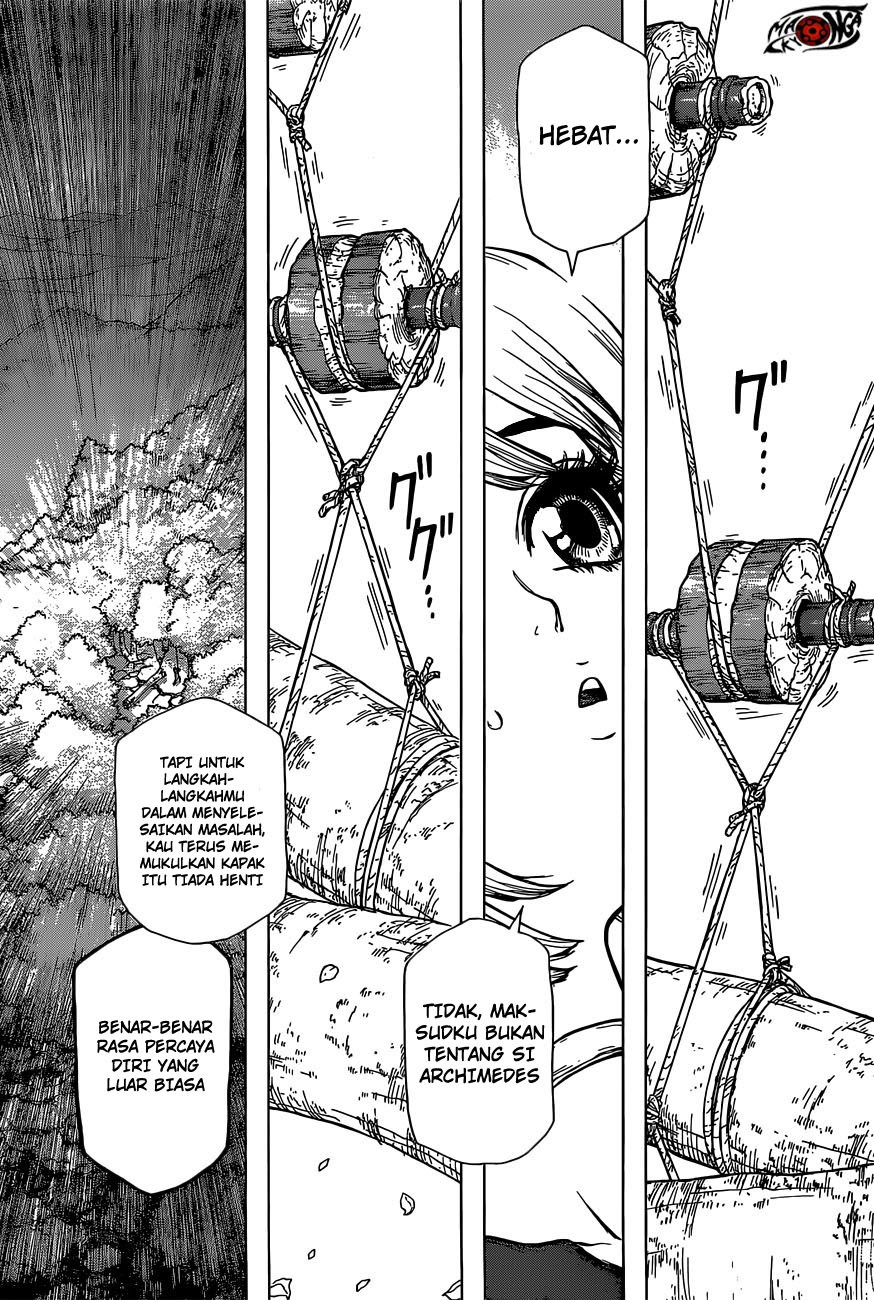 MANGAKU
HEBAT...
グ''...
ググ''...
TIDAK, MAK-
SUDKU BUKAN
TENTANG SI
ARCHIMEDES
TAPI UNTUK
LANGKAH-
LANGKAHMU
DALAM MENYELE-
SAIKAN MASALAH,
KAU TERUS ME-
MUKULKAN KAPAK
ITU TIADA HENTI
BENAR-BENAR
RASA PERCAYA
DIRI YANG
LUAR BIASA